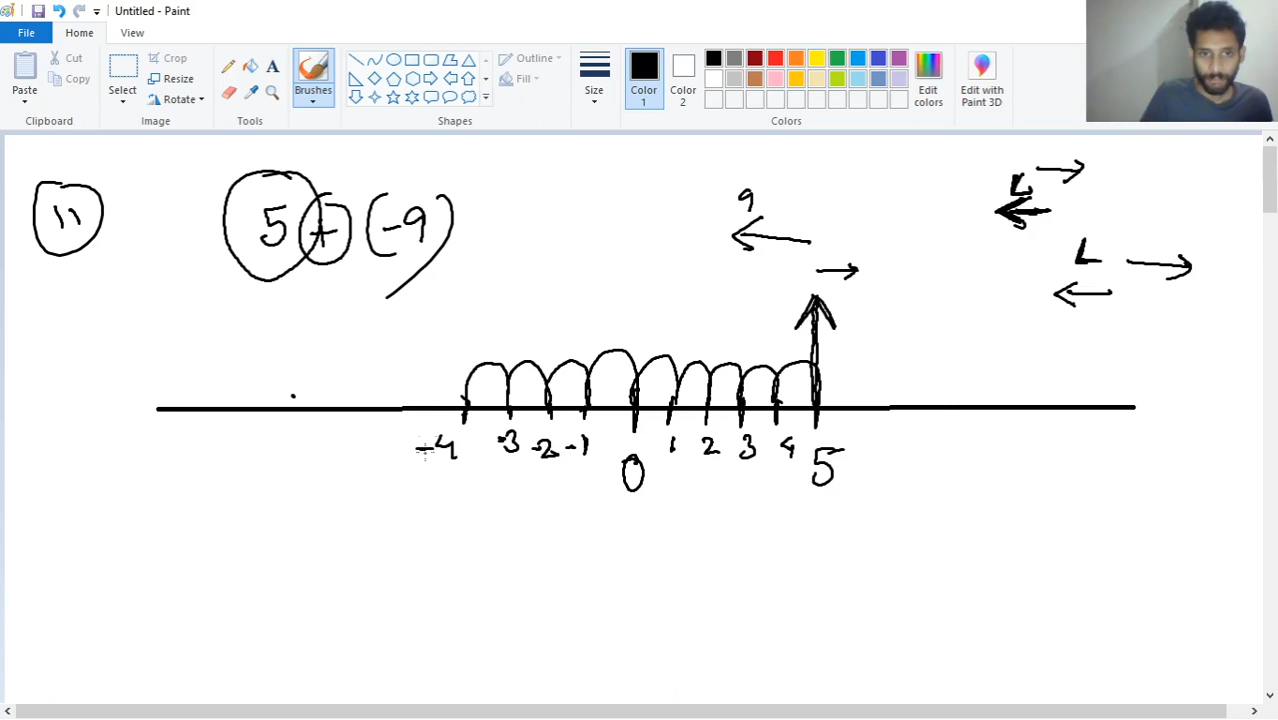 Untitled - Paint
File Home View
Paste Cut Copy
Select Crop Resize Rotate
A
Brushes
Outline Fill
Size
Color 1 Color 2
Edit colors
Edit with Paint 3D
Clipboard Image Tools Shapes Colors
11 5 + (-9) 9 L
L
-4 -3 -2 -1 0 1 2 3 4 5